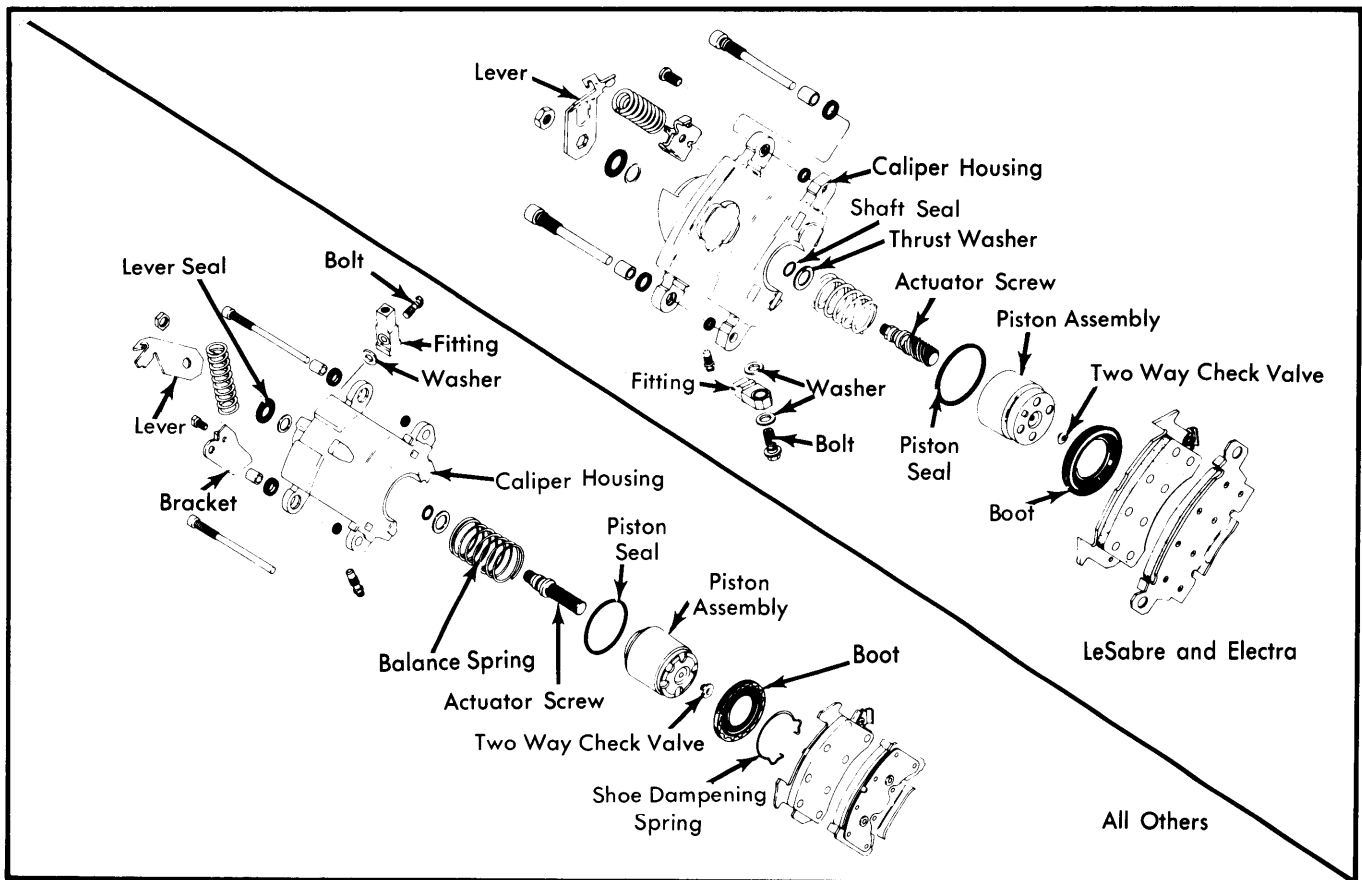 Lever
Caliper Housing
Shaft Seal
Thrust Washer
Actuator Screw
Piston Assembly
Two Way Check Valve
Fitting
Washer
Bolt
Piston
Seal
Boot
LeSabre and Electra
Lever Seal
Bolt
Fitting
Washer
Lever
Bracket
Caliper Housing
Piston
Seal
Piston
Assembly
Balance Spring
Actuator Screw
Boot
Two Way Check Valve
Shoe Dampening
Spring
All Others